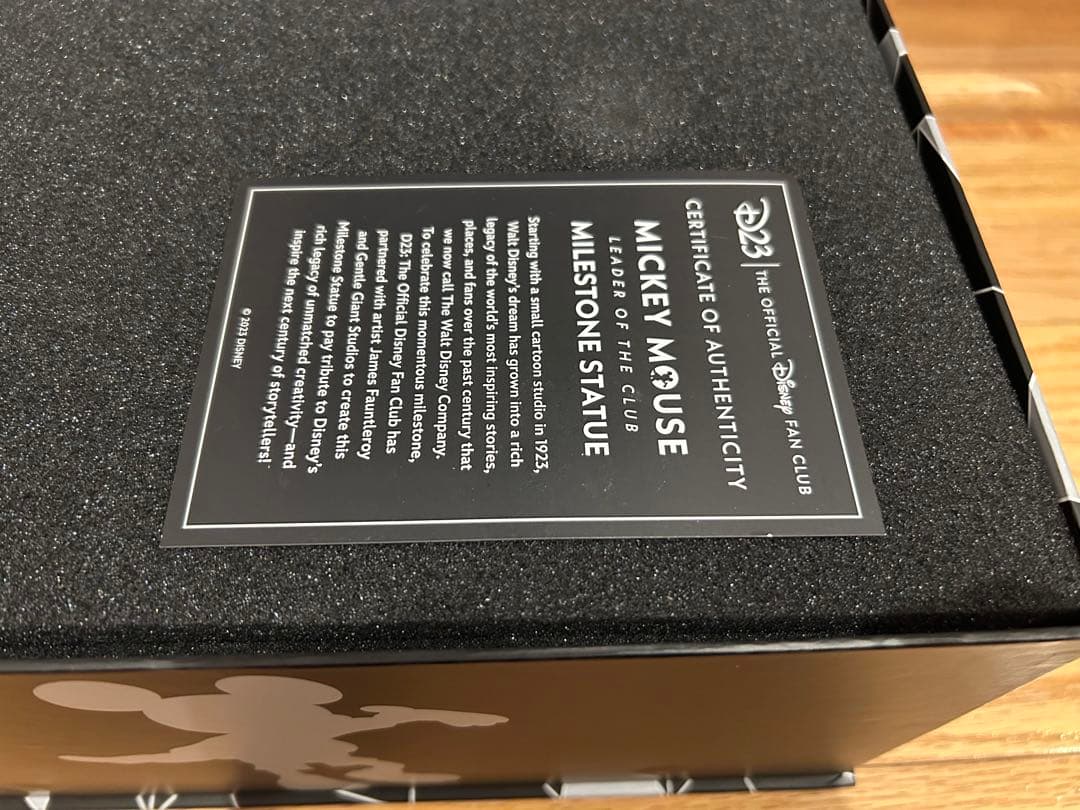 D23 | THE OFFICIAL Disney FAN CLUB
CERTIFICATE OF AUTHENTICITY
MICKEY MOUSE
LEADER OF THE CLUB
MILESTONE STATUE
Starting with a small cartoon studio in 1923,
Walt Disney's dream has grown into a rich
legacy of the world's most inspiring stories,
places, and fans over the past century that
we now call The Walt Disney Company.
To celebrate this momentous milestone,
D23: The Official Disney Fan Club has
partnered with artist James Fauntleroy
and Gentle Giant Studios to create this
Milestone Statue to pay tribute to Disney's
rich legacy of unmatched creativity—and
inspire the next century of storytellers!
© 2023 DISNEY